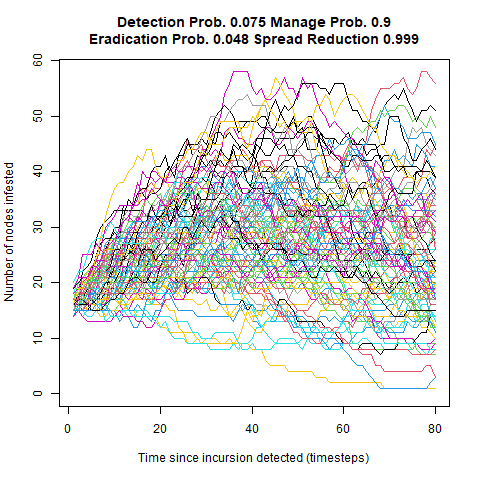 Detection Prob. 0.075 Manage Prob. 0.9
Eradication Prob. 0.048 Spread Reduction 0.999
60
50
40
30
20
10
0
Number of nodes infested
0 20 40 60 80
Time since incursion detected (timesteps)